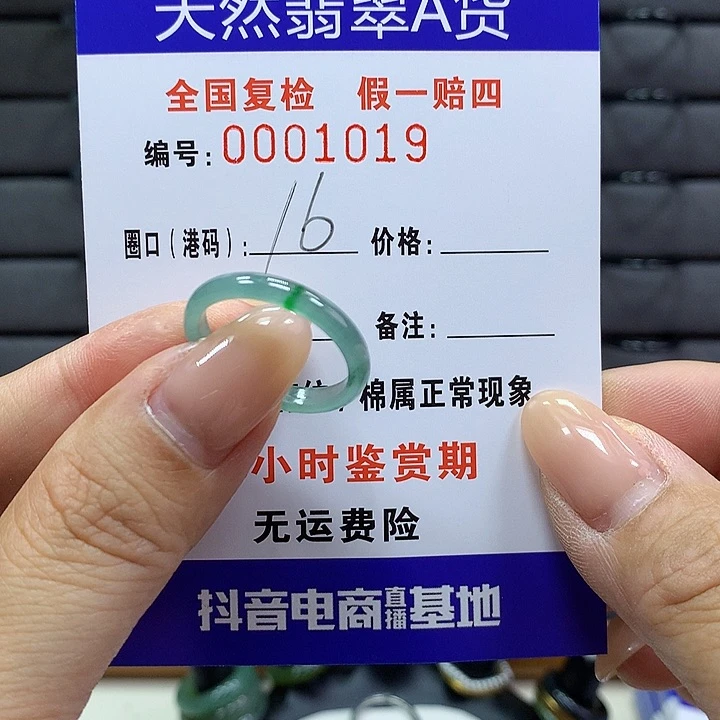 天然翡翠A货
全国复检 假一赔四
编号:0001019
圈口(港码):16 价格:
备注:
棉属正常现象
小时鉴赏期
无运费险
抖音电商直播基地